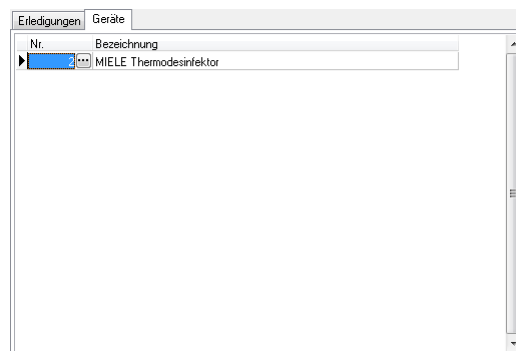 Erledigungen Geräte
Nr. Bezeichnung
2 ... MIELE Thermodesinfektor